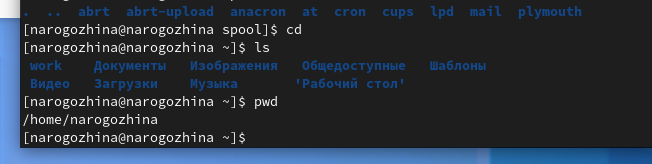 . .. abrt abrt-upload anacron at cron cups lpd mail plymouth
[narogozhina@narogozhina spool]$ cd
[narogozhina@narogozhina ~]$ ls
work Документы Изображения Общедоступные Шаблоны
Видео Загрузки Музыка 'Рабочий стол'
[narogozhina@narogozhina ~]$ pwd
/home/narogozhina
[narogozhina@narogozhina ~]$